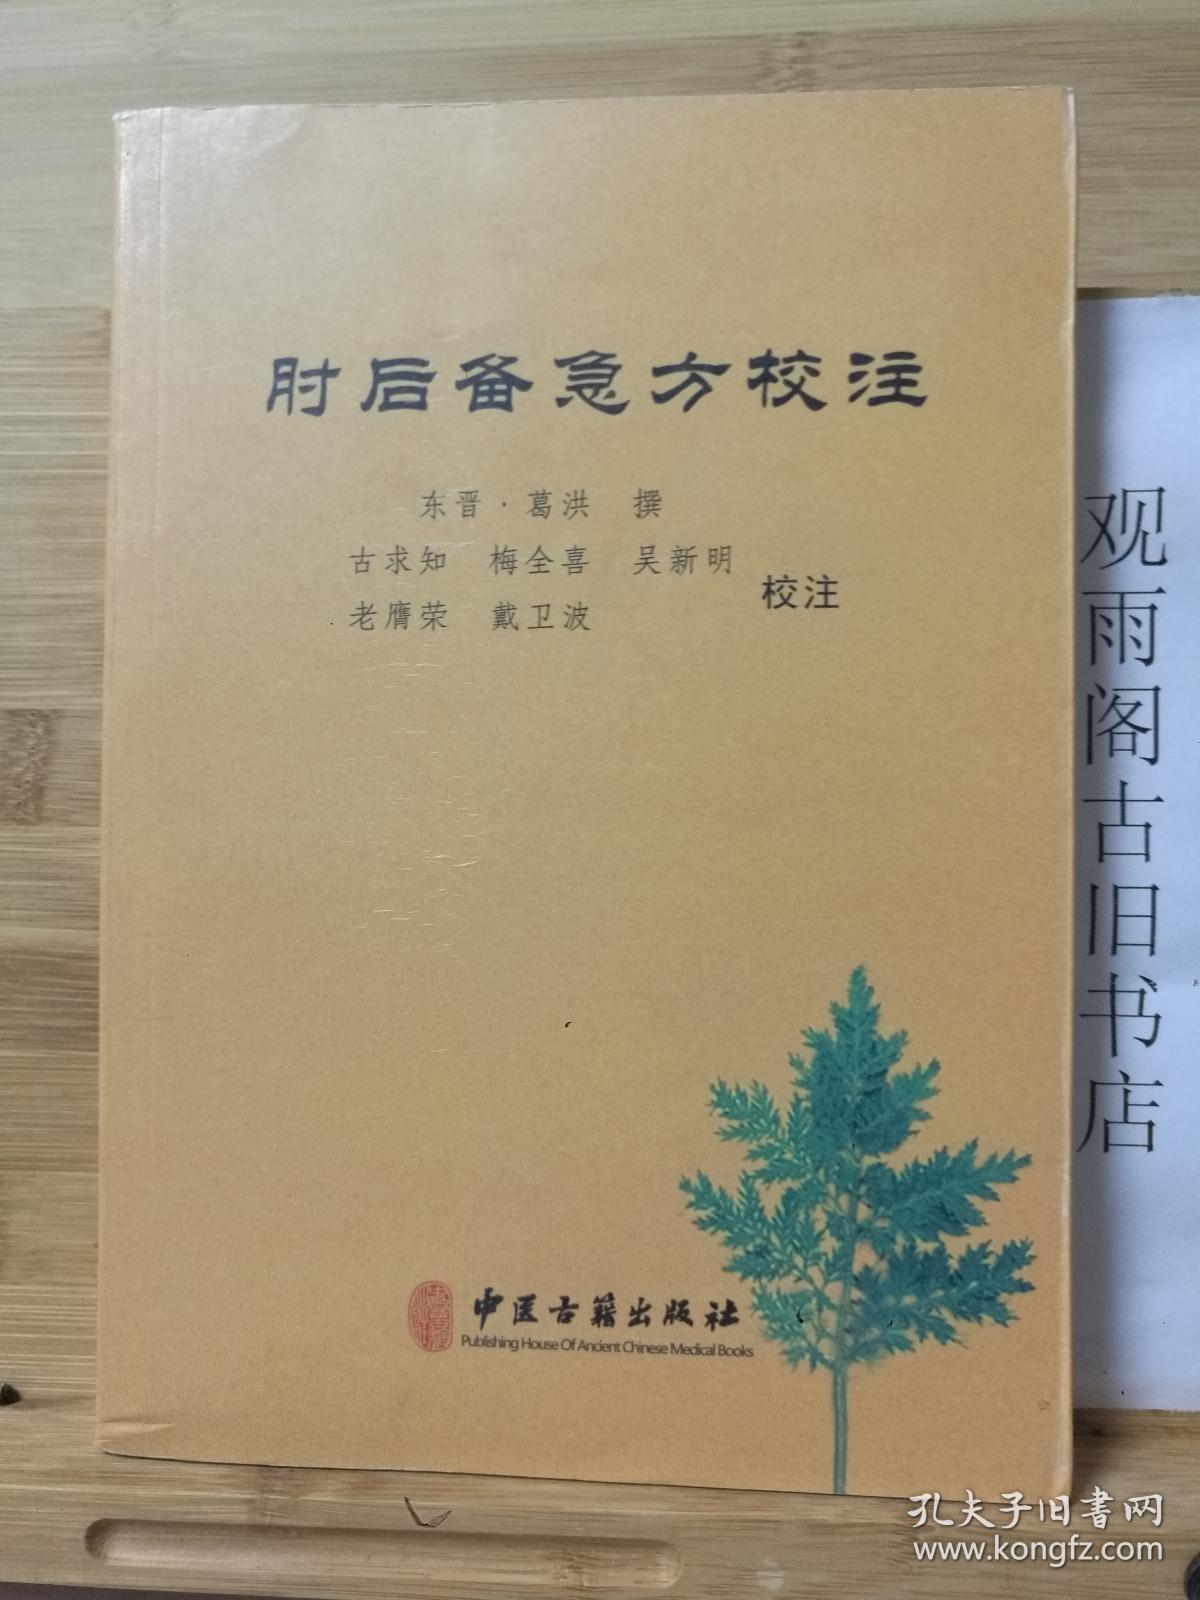 肘后备急方校注
东晋·葛洪 撰
古求知 梅全喜 吴新明
老膺荣 戴卫波
校注
中医古籍出版社
Publishing House Of Ancient Chinese Medical Books
观雨阁古旧书店
孔夫子旧书网
www.kongfz.com